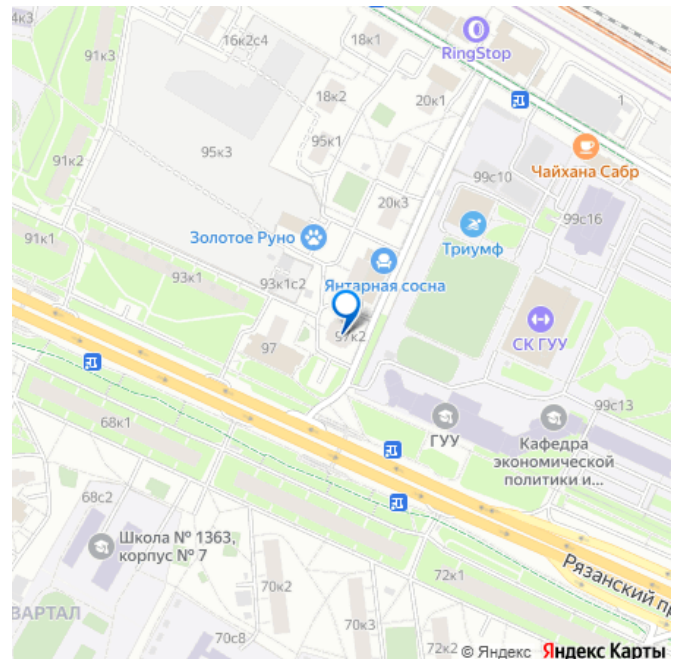 4к3
91к3
16к2с4
18к1
RingStop
18к2
20к1
1
95к1
95к3
Чайхана Сабр
91к2
99с10
20к3
99с16
91к1
Золотое Руно
Триумф
93к1
93к1с2
Янтарная сосна
97к2
97
СК ГУУ
68к1
99с13
ГУУ
Кафедра
экономической
политики и...
68с2
Школа № 1363,
корпус № 7
72к1
Рязанский пр
70к2
ВАРТАЛ
70к3
70с8
72к2
© Яндекс Яндекс Карты